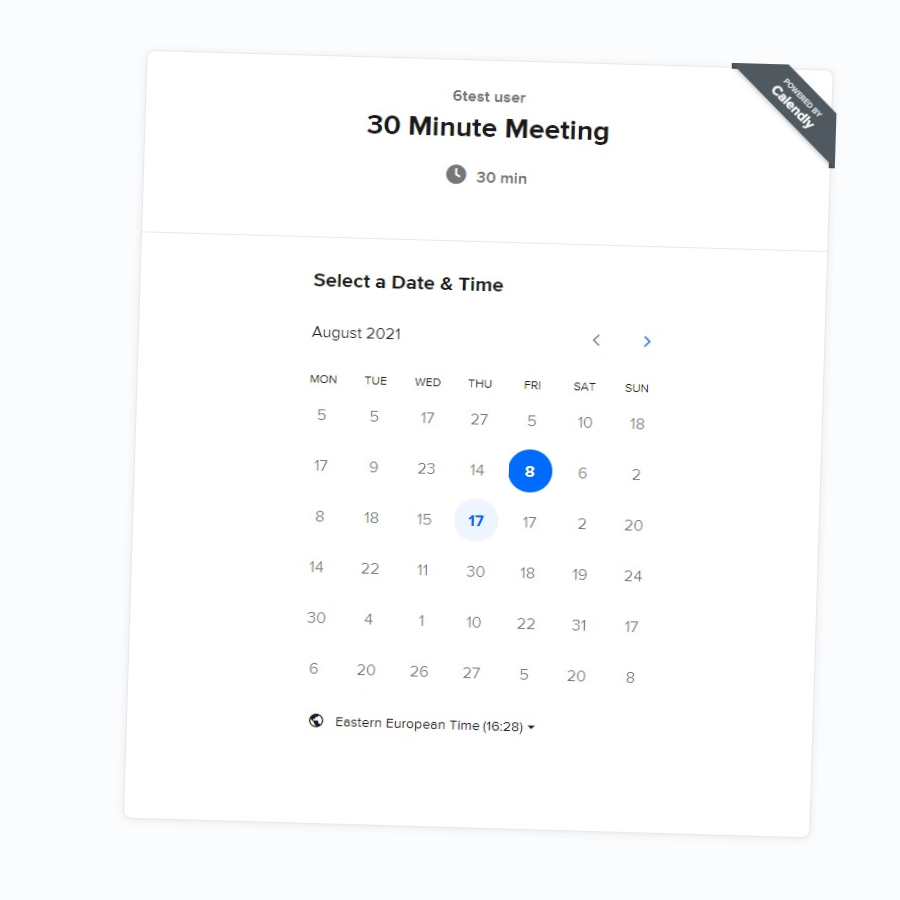 POWERED BY
Calendly
6test user
30 Minute Meeting
30 min
Select a Date & Time
August 2021
MON TUE WED THU FRI SAT SUN
5 5 17 27 5 10 18
17 9 23 14 8 6 2
8 18 15 17 17 2 20
14 22 11 30 18 19 24
30 4 1 10 22 31 17
6 20 26 27 5 20 8
Eastern European Time (16:28)